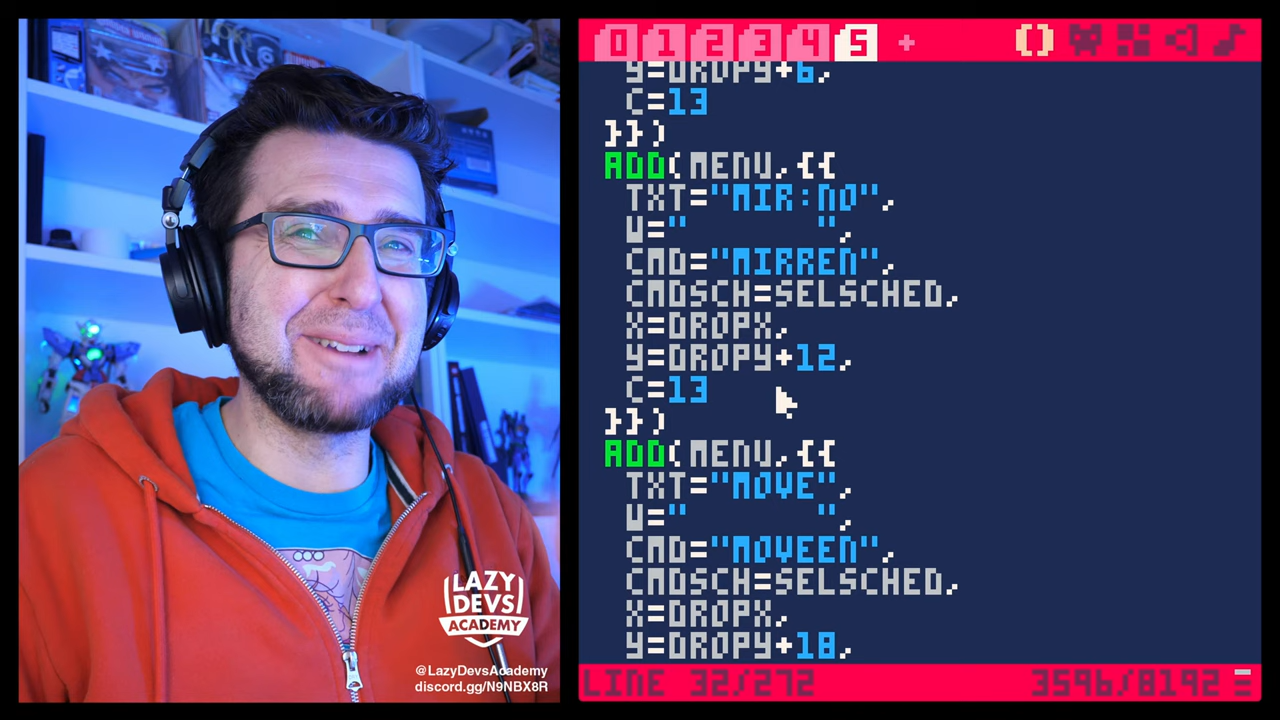 LOKI
LAZY
DEVS
ACADEMY
@LazyDevsAcademy
discord.gg/N9NBX8R
0 1 2 3 4 5 +
Y=DROPY+6,
C=13
}})
ADD(MENU,{{
TXT="MIR:NO",
W="      ",
CMD="MIRREN",
CMDSCH=SELSCHED,
X=DROPX,
Y=DROPY+12,
C=13
}})
ADD(MENU,{{
TXT="MOVE",
W="      ",
CMD="MOVEEN",
CMDSCH=SELSCHED,
X=DROPX,
Y=DROPY+18,
LINE 32/272
3596/8192